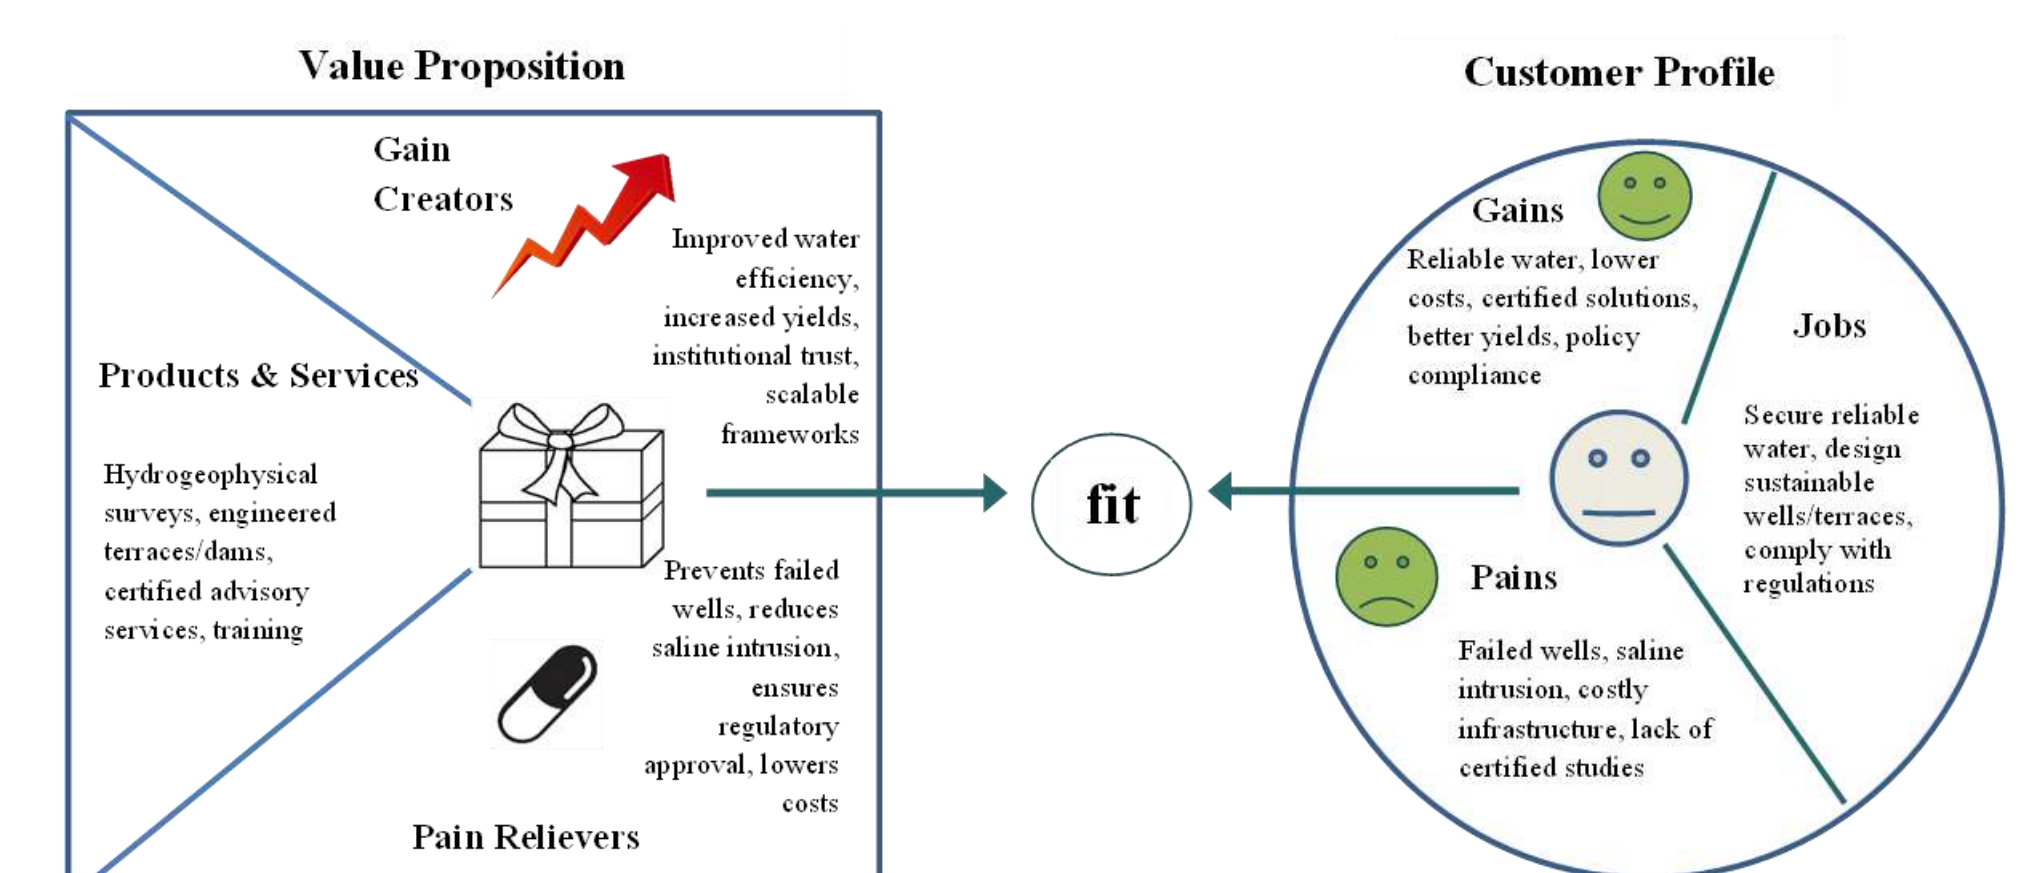 Value Proposition
Gain
Creators
Improved water
efficiency,
increased yields,
institutional trust,
scalable
frameworks
Products & Services
Hydrogeophysical
surveys, engineered
terraces/dams,
certified advisory
services, training
Prevents failed
wells, reduces
saline intrusion,
ensures
regulatory
approval, lowers
costs
Pain Relievers
fit
Customer Profile
Gains
Reliable water, lower
costs, certified solutions,
better yields, policy
compliance
Jobs
Secure reliable
water, design
sustainable
wells/terraces,
comply with
regulations
Pains
Failed wells, saline
intrusion, costly
infrastructure, lack of
certified studies